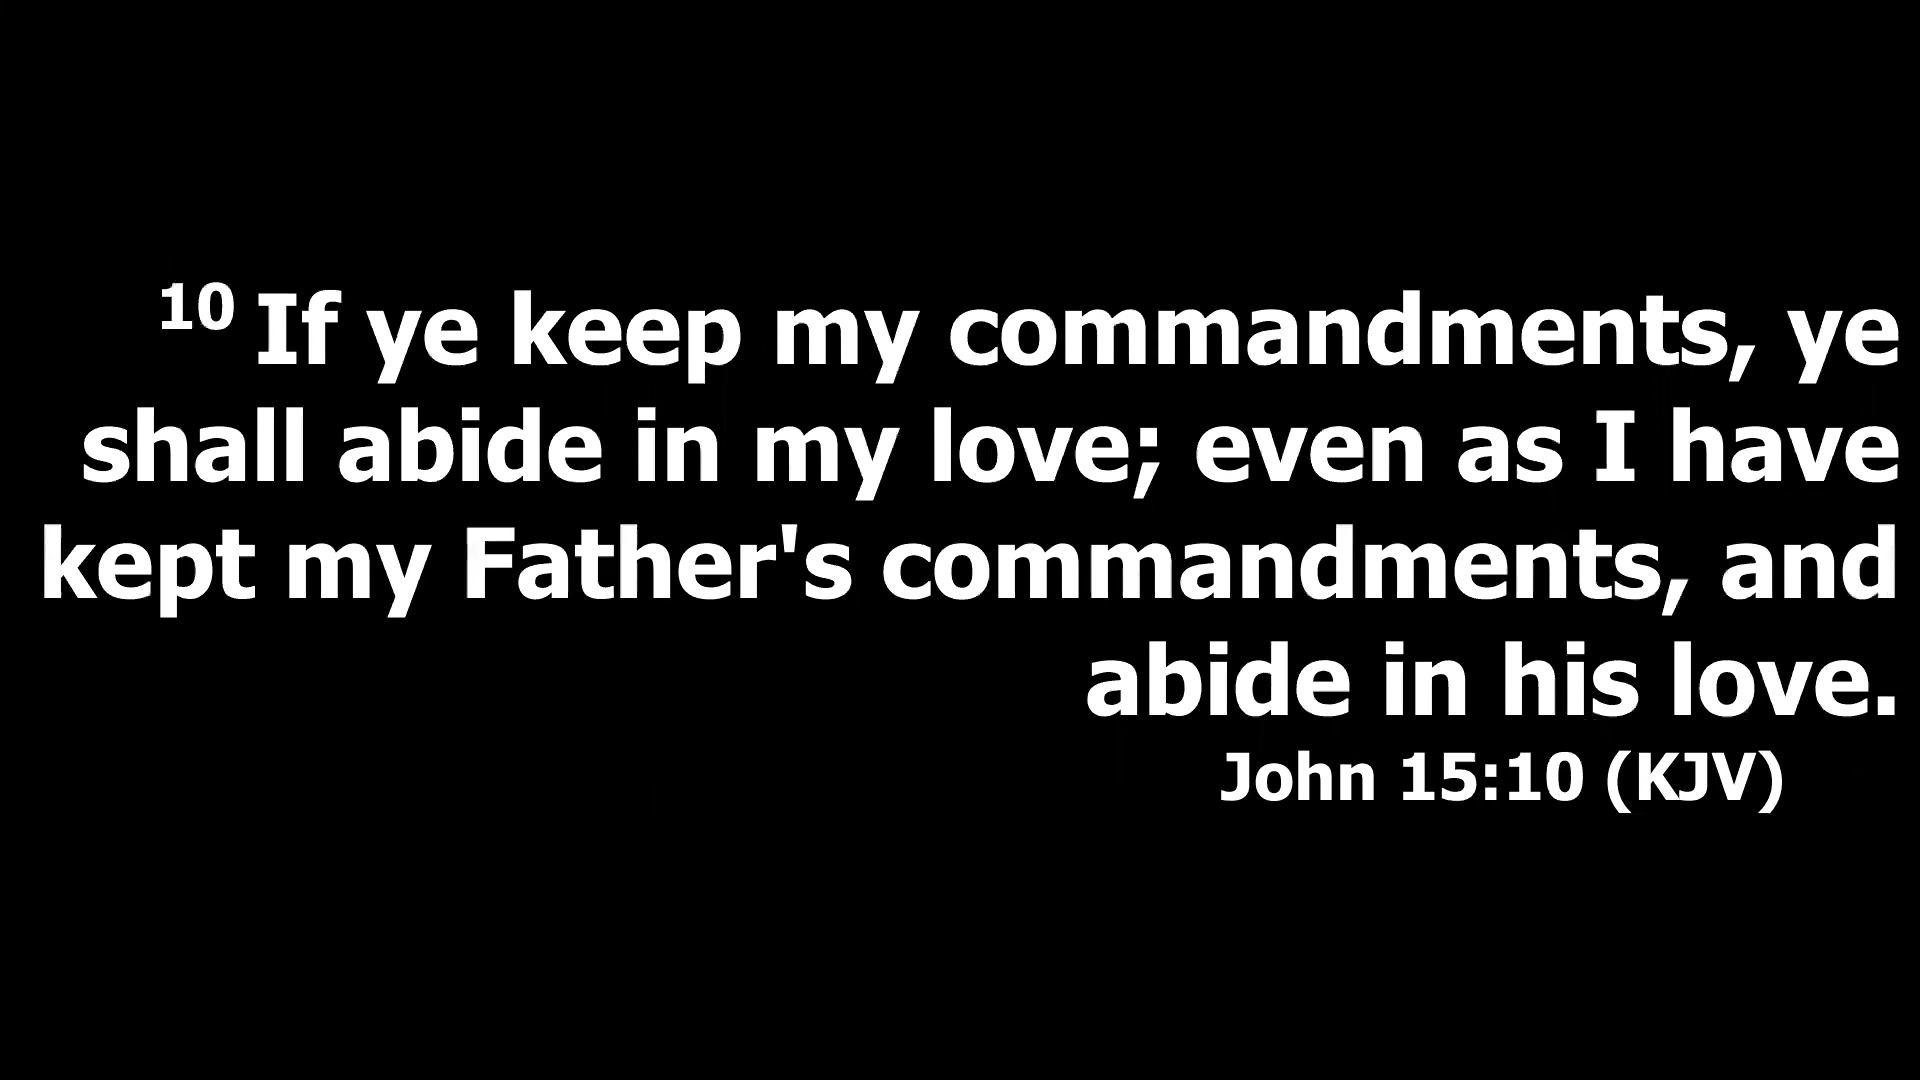 10 If ye keep my commandments, ye
shall abide in my love; even as I have
kept my Father's commandments, and
abide in his love.
John 15:10 (KJV)